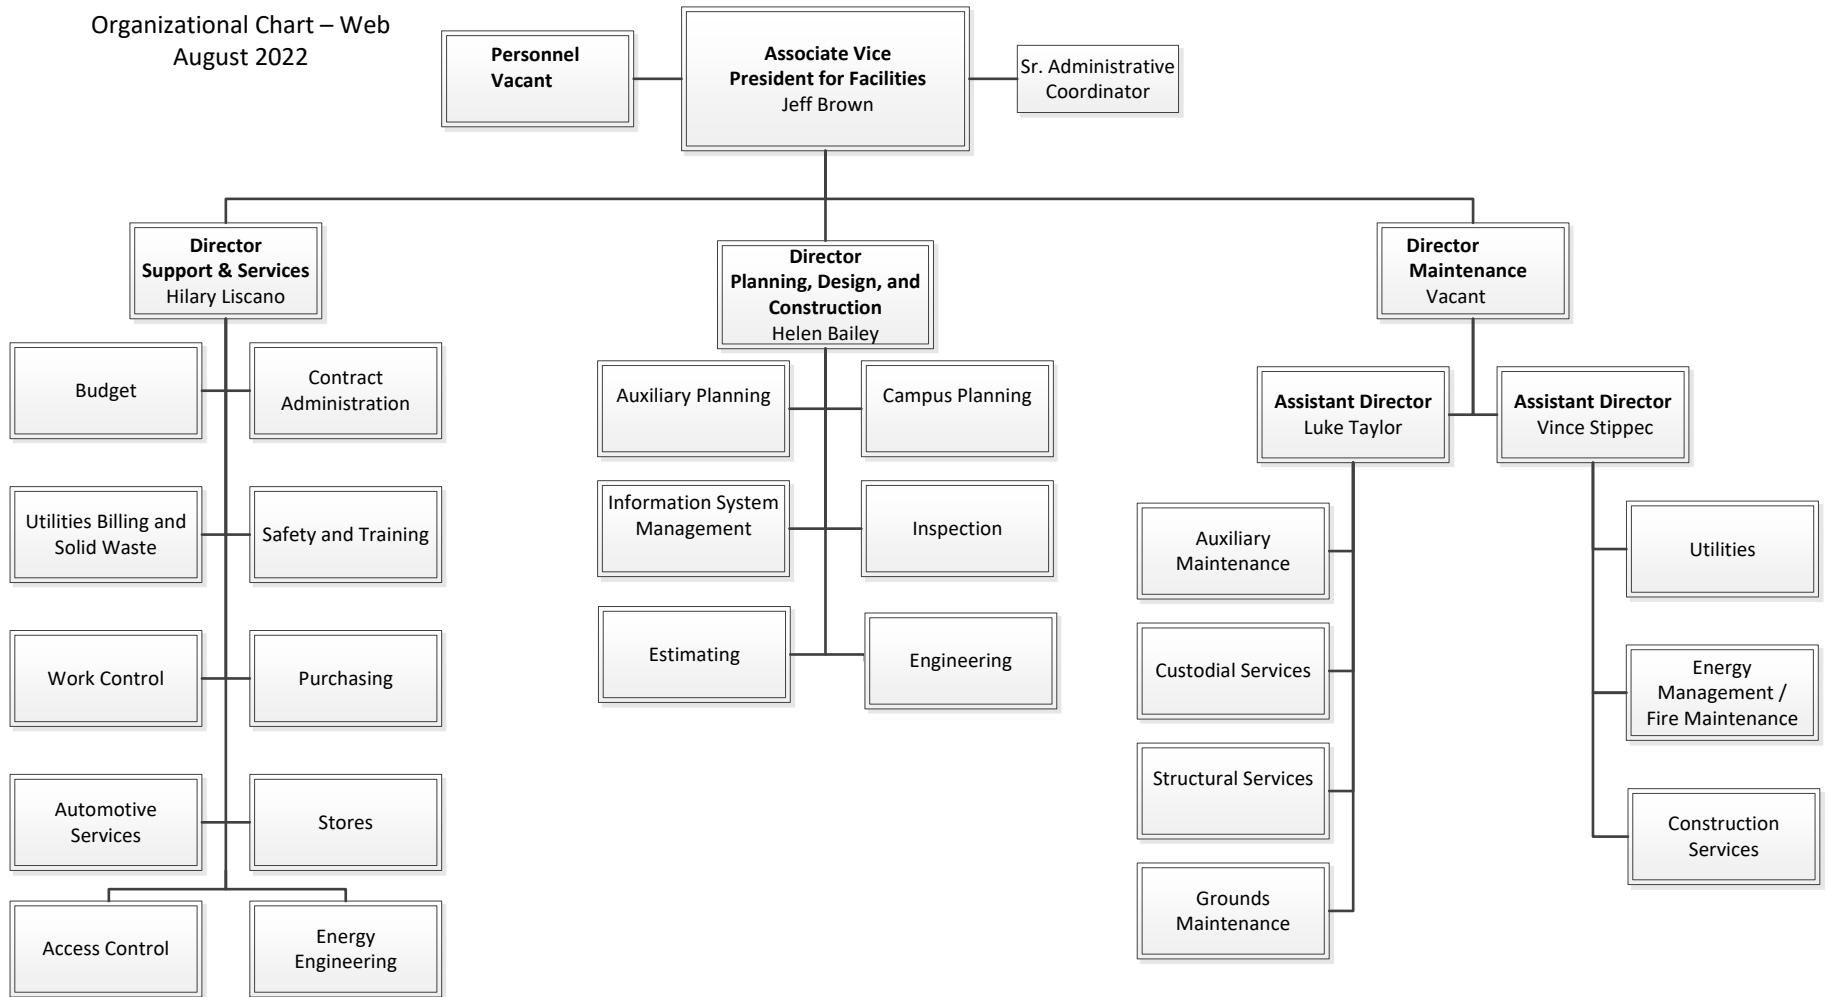 Organizational Chart – Web
August 2022
Personnel
Vacant
Associate Vice
President for Facilities
Jeff Brown
Sr. Administrative
Coordinator
Director
Support & Services
Hilary Liscano
Director
Planning, Design, and
Construction
Helen Bailey
Director
Maintenance
Vacant
Budget
Contract
Administration
Utilities Billing and
Solid Waste
Safety and Training
Work Control
Purchasing
Automotive
Services
Stores
Access Control
Energy
Engineering
Auxiliary Planning
Campus Planning
Information System
Management
Inspection
Estimating
Engineering
Assistant Director
Luke Taylor
Assistant Director
Vince Stippec
Auxiliary
Maintenance
Custodial Services
Structural Services
Grounds
Maintenance
Utilities
Energy
Management /
Fire Maintenance
Construction
Services